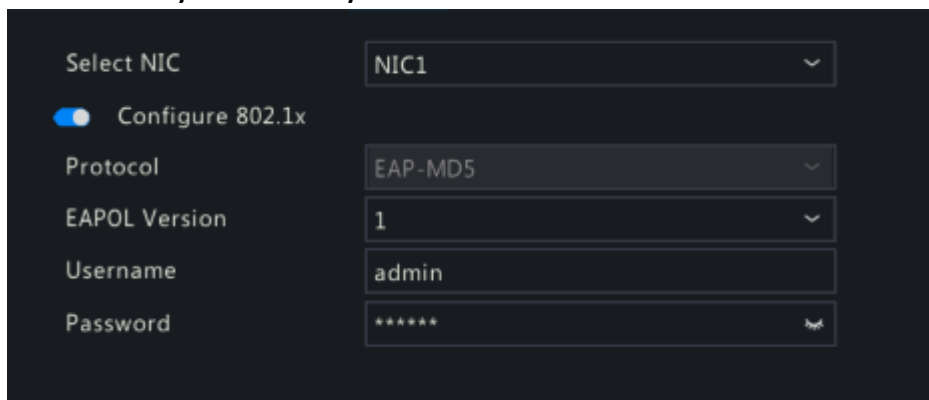 Select NIC NIC1
Configure 802.1x
Protocol EAP-MD5
EAPOL Version 1
Username admin
Password ******